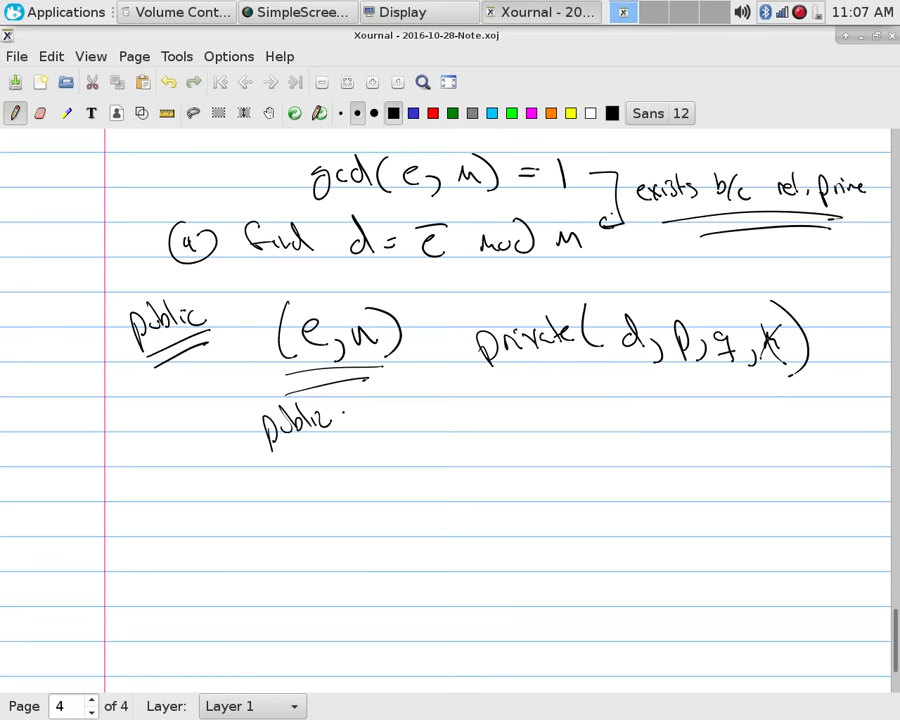 Applications Volume Cont... SimpleScree... Display Xournal - 20... 11:07 AM
Xournal - 2016-10-28-Note.xoj
File Edit View Page Tools Options Help
Sans 12
gcd(e, n) = 1
exists b/c rel. prime
(4) find d = e̅ mod n
public (e, n) private(d, p, q, k)
public
Page 4 of 4 Layer: Layer 1